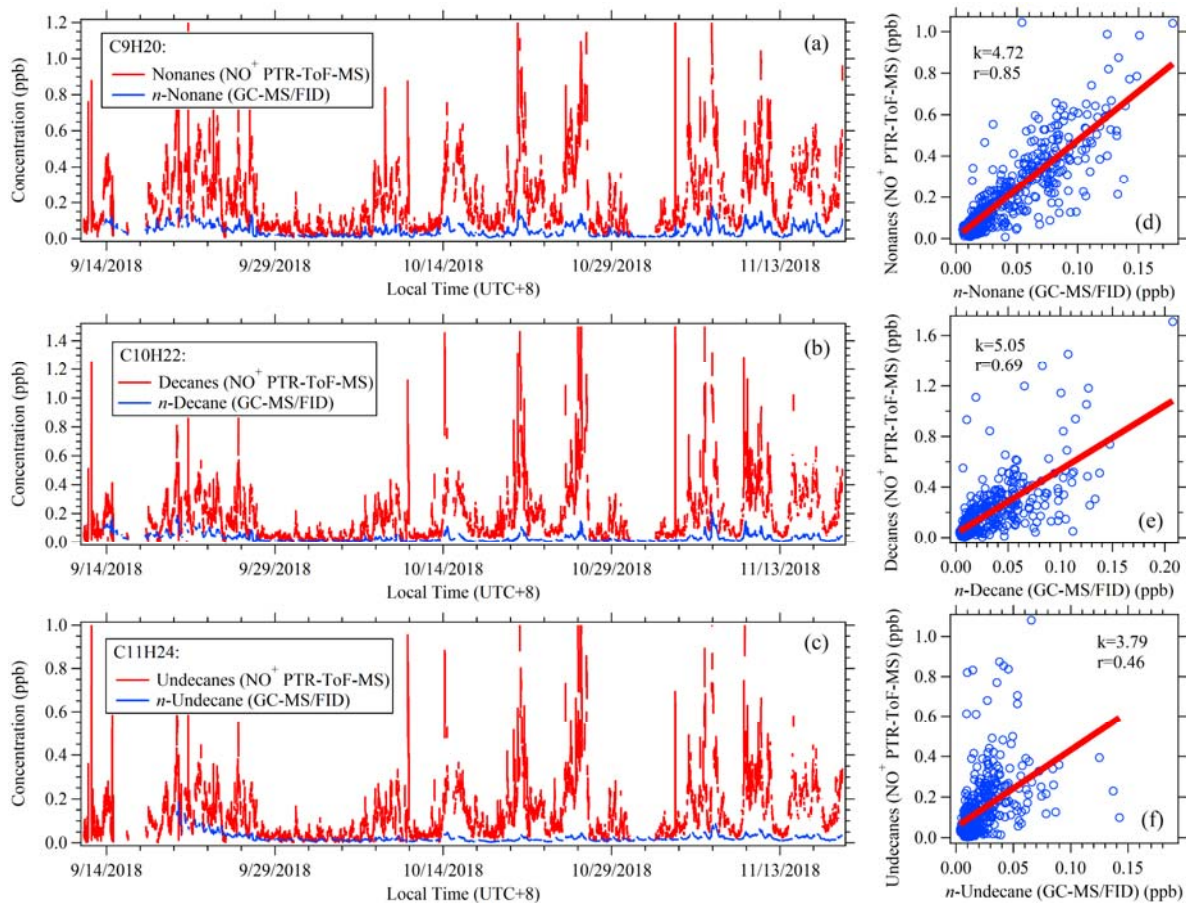 1.2
1.0
0.8
0.6
0.4
0.2
0.0
Concentration (ppb)
C9H20:
Nonanes (NO+ PTR-ToF-MS)
n-Nonane (GC-MS/FID)
(a)
9/14/2018 9/29/2018 10/14/2018 10/29/2018 11/13/2018
Local Time (UTC+8)
1.0
0.8
0.6
0.4
0.2
0.0
Nonanes (NO+ PTR-ToF-MS) (ppb)
k=4.72
r=0.85
(d)
0.00 0.05 0.10 0.15
n-Nonane (GC-MS/FID) (ppb)
1.4
1.2
1.0
0.8
0.6
0.4
0.2
0.0
Concentration (ppb)
C10H22:
Decanes (NO+ PTR-ToF-MS)
n-Decane (GC-MS/FID)
(b)
9/14/2018 9/29/2018 10/14/2018 10/29/2018 11/13/2018
Local Time (UTC+8)
1.6
1.2
0.8
0.4
0.0
Decanes (NO+ PTR-ToF-MS) (ppb)
k=5.05
r=0.69
(e)
0.00 0.05 0.10 0.15 0.20
n-Decane (GC-MS/FID) (ppb)
1.0
0.8
0.6
0.4
0.2
0.0
Concentration (ppb)
C11H24:
Undecanes (NO+ PTR-ToF-MS)
n-Undecane (GC-MS/FID)
(c)
9/14/2018 9/29/2018 10/14/2018 10/29/2018 11/13/2018
Local Time (UTC+8)
1.0
0.8
0.6
0.4
0.2
0.0
Undecanes (NO+ PTR-ToF-MS) (ppb)
k=3.79
r=0.46
(f)
0.00 0.05 0.10 0.15
n-Undecane (GC-MS/FID) (ppb)